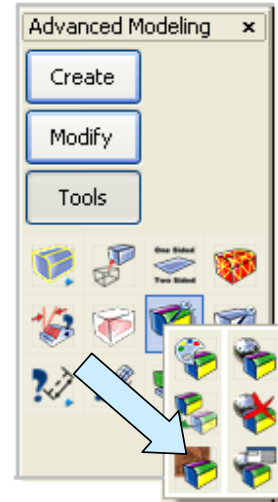 Advanced Modeling x
Create
Modify
Tools
One Sided
Two Sided